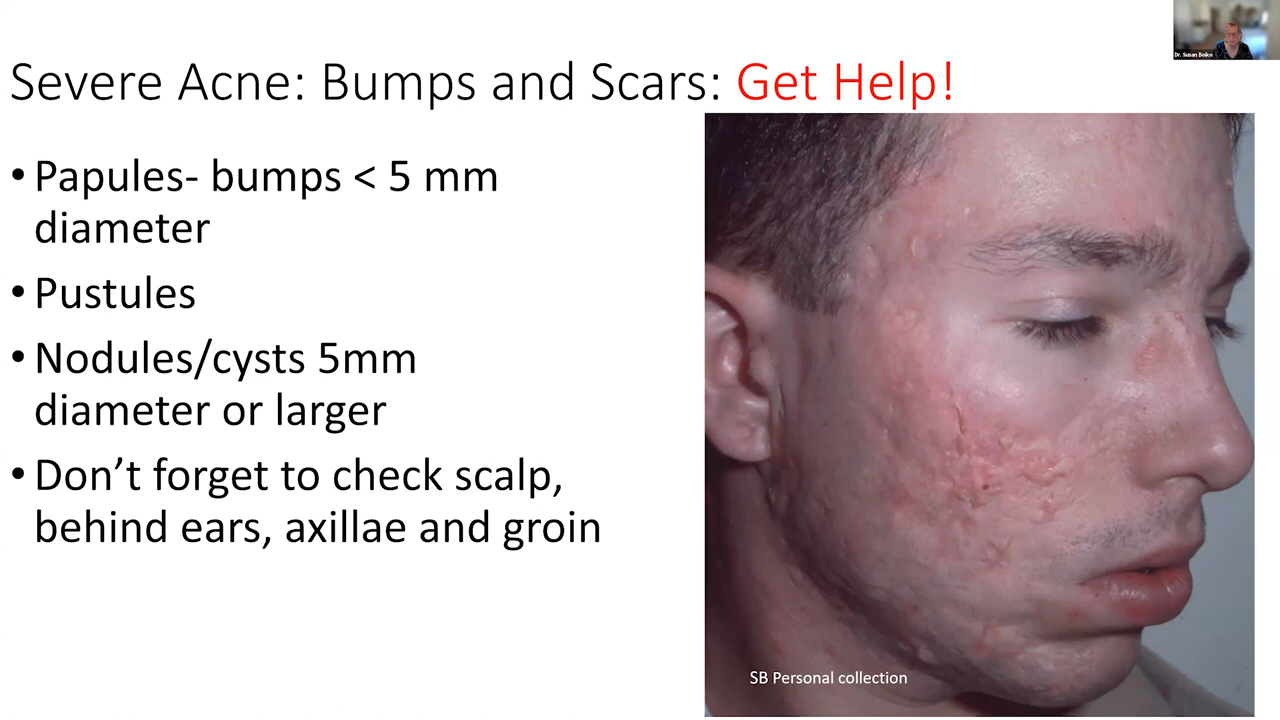 Dr. Susan Boiko
Severe Acne: Bumps and Scars: Get Help!
• Papules- bumps < 5 mm
diameter
• Pustules
• Nodules/cysts 5mm
diameter or larger
• Don’t forget to check scalp,
behind ears, axillae and groin
SB Personal collection